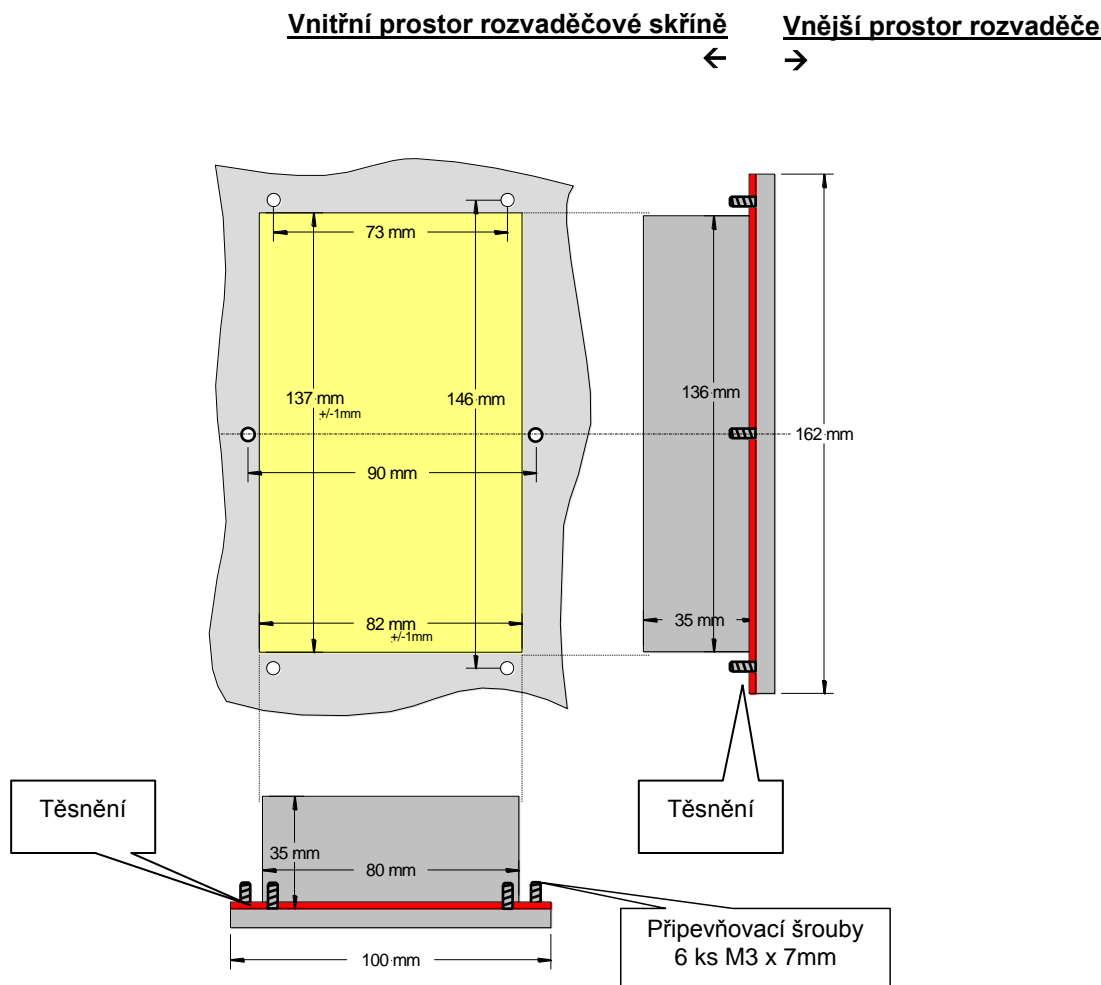 Vnitřní prostor rozvaděčové skříně
Vnější prostor rozvaděče
← →
73 mm
137 mm
+/-1mm
146 mm
136 mm
162 mm
90 mm
82 mm
+/-1mm
35 mm
Těsnění
Těsnění
35 mm
80 mm
Připevňovací šrouby
6 ks M3 x 7mm
100 mm